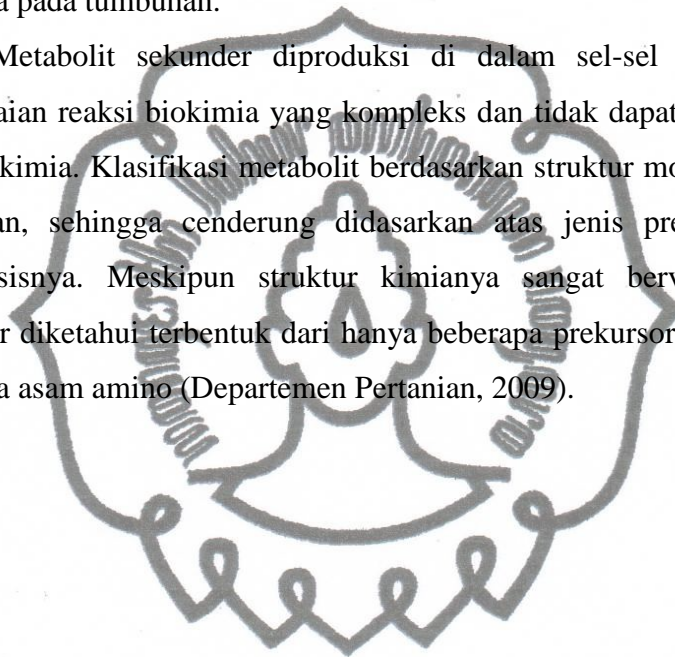 a pada tumbuhan.
Metabolit sekunder diproduksi di dalam sel-sel
aian reaksi biokimia yang kompleks dan tidak dapat
kimia. Klasifikasi metabolit berdasarkan struktur mo
an, sehingga cenderung didasarkan atas jenis pre
sisnya. Meskipun struktur kimianya sangat berv
r diketahui terbentuk dari hanya beberapa prekursor
a asam amino (Departemen Pertanian, 2009).